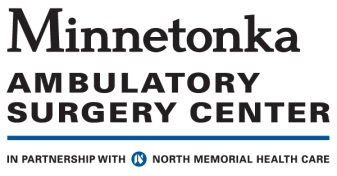 Minnetonka
AMBULATORY
SURGERY CENTER
IN PARTNERSHIP WITH NORTH MEMORIAL HEALTH CARE